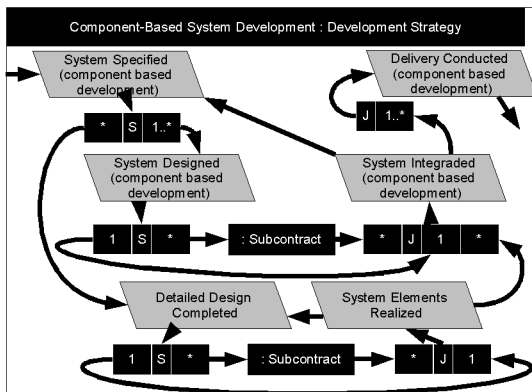 Component-Based System Development : Development Strategy
System Specified
(component based
development)
Delivery Conducted
(component based
development)
* S 1..*
J 1..*
System Designed
(component based
development)
System Integraded
(component based
development)
1 S *
: Subcontract
* J 1 *
Detailed Design
Completed
System Elements
Realized
1 S *
: Subcontract
* J 1